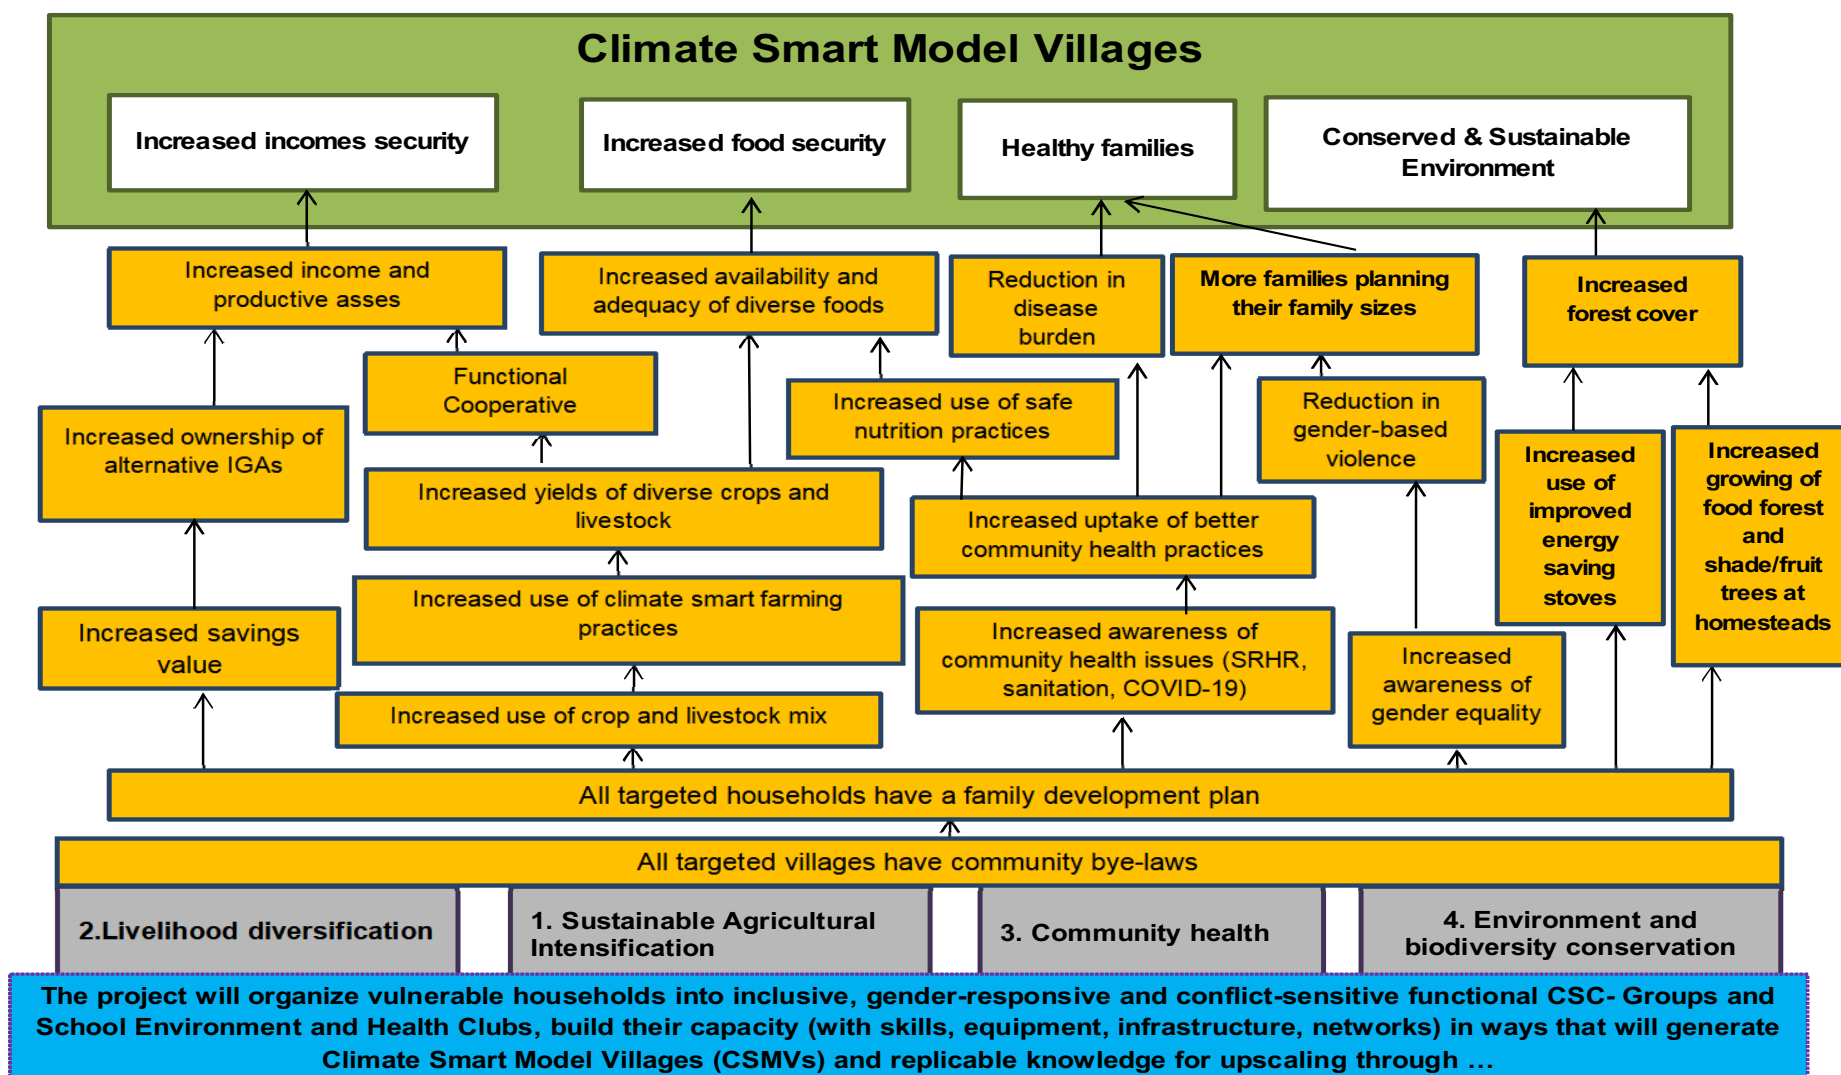 Climate Smart Model Villages
Increased incomes security
Increased food security
Healthy families
Conserved & Sustainable
Environment
Increased income and
productive asses
Increased availability and
adequacy of diverse foods
Reduction in
disease
burden
More families planning
their family sizes
Increased
forest cover
Functional
Cooperative
Increased use of safe
nutrition practices
Reduction in
gender-based
violence
Increased ownership of
alternative IGAs
Increased yields of diverse crops and
livestock
Increased uptake of better
community health practices
Increased
use of
improved
energy
saving
stoves
Increased
growing of
food forest
and
shade/fruit
trees at
homesteads
Increased savings
value
Increased use of climate smart farming
practices
Increased awareness of
community health issues (SRHR,
sanitation, COVID-19)
Increased
awareness of
gender equality
Increased use of crop and livestock mix
All targeted households have a family development plan
All targeted villages have community bye-laws
2.Livelihood diversification
1. Sustainable Agricultural
Intensification
3. Community health
4. Environment and
biodiversity conservation
The project will organize vulnerable households into inclusive, gender-responsive and conflict-sensitive functional CSC- Groups and
School Environment and Health Clubs, build their capacity (with skills, equipment, infrastructure, networks) in ways that will generate
Climate Smart Model Villages (CSMVs) and replicable knowledge for upscaling through …